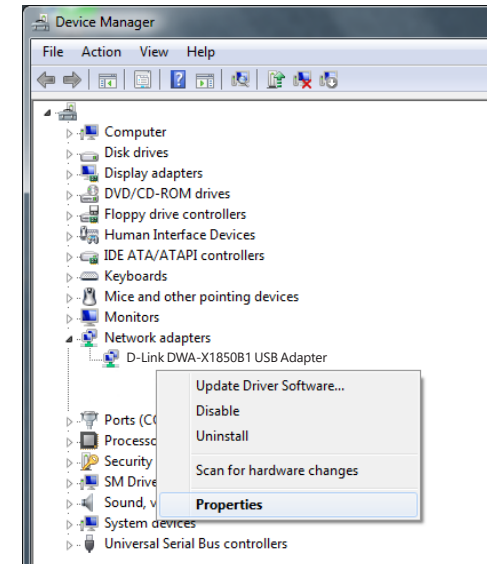 Device Manager
File Action View Help
Computer
Disk drives
Display adapters
DVD/CD-ROM drives
Floppy drive controllers
Human Interface Devices
IDE ATA/ATAPI controllers
Keyboards
Mice and other pointing devices
Monitors
Network adapters
D-Link DWA-X1850B1 USB Adapter
Update Driver Software...
Disable
Uninstall
Scan for hardware changes
Properties
Ports
Security
SM
Sound,
System devices
Universal Serial Bus controllers